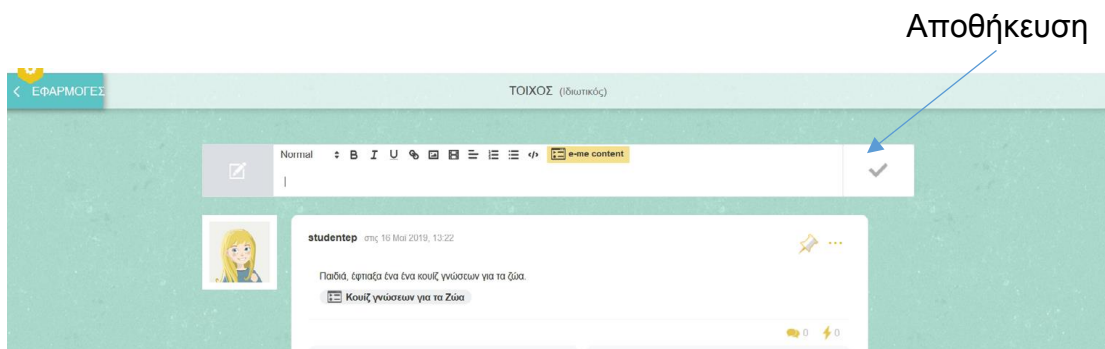 Αποθήκευση
ΕΦΑΡΜΟΓΕΣ
ΤΟΙΧΟΣ (Ιδιωτικός)
Normal B I U e-me content
studentep στις 16 Μαϊ 2019, 13:22
Παιδιά, έφτιαξα ένα ένα κουίζ γνώσεων για τα ζώα.
Κουίζ γνώσεων για τα Ζώα
0 0